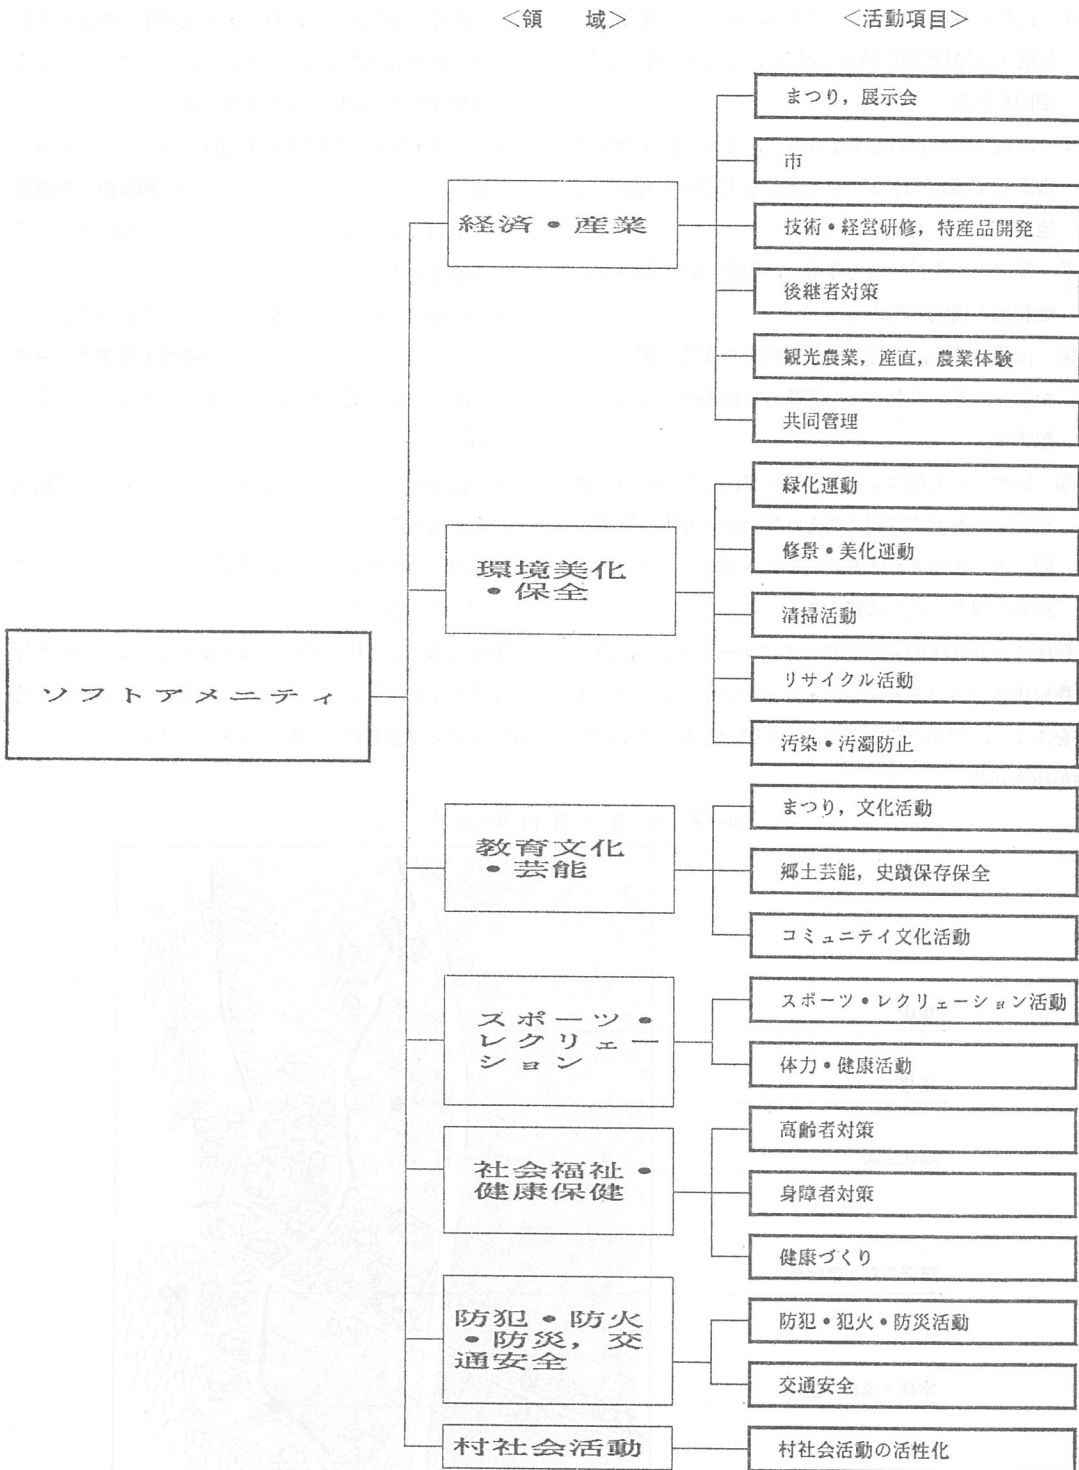 ＜領　域＞　＜活動項目＞
ソフトアメニティ
経済・産業
まつり，展示会
市
技術・経営研修，特産品開発
後継者対策
観光農業，産直，農業体験
共同管理
環境美化
・保全
緑化運動
修景・美化運動
清掃活動
リサイクル活動
汚染・汚濁防止
教育文化
・芸能
まつり，文化活動
郷土芸能，史蹟保存保全
コミュニテイ文化活動
スポーツ・
レクリェー
ション
スポーツ・レクリェーション活動
体力・健康活動
社会福祉・
健康保健
高齢者対策
身障者対策
健康づくり
防犯・防火
・防災，交
通安全
防犯・犯火・防災活動
交通安全
村社会活動
村社会活動の活性化